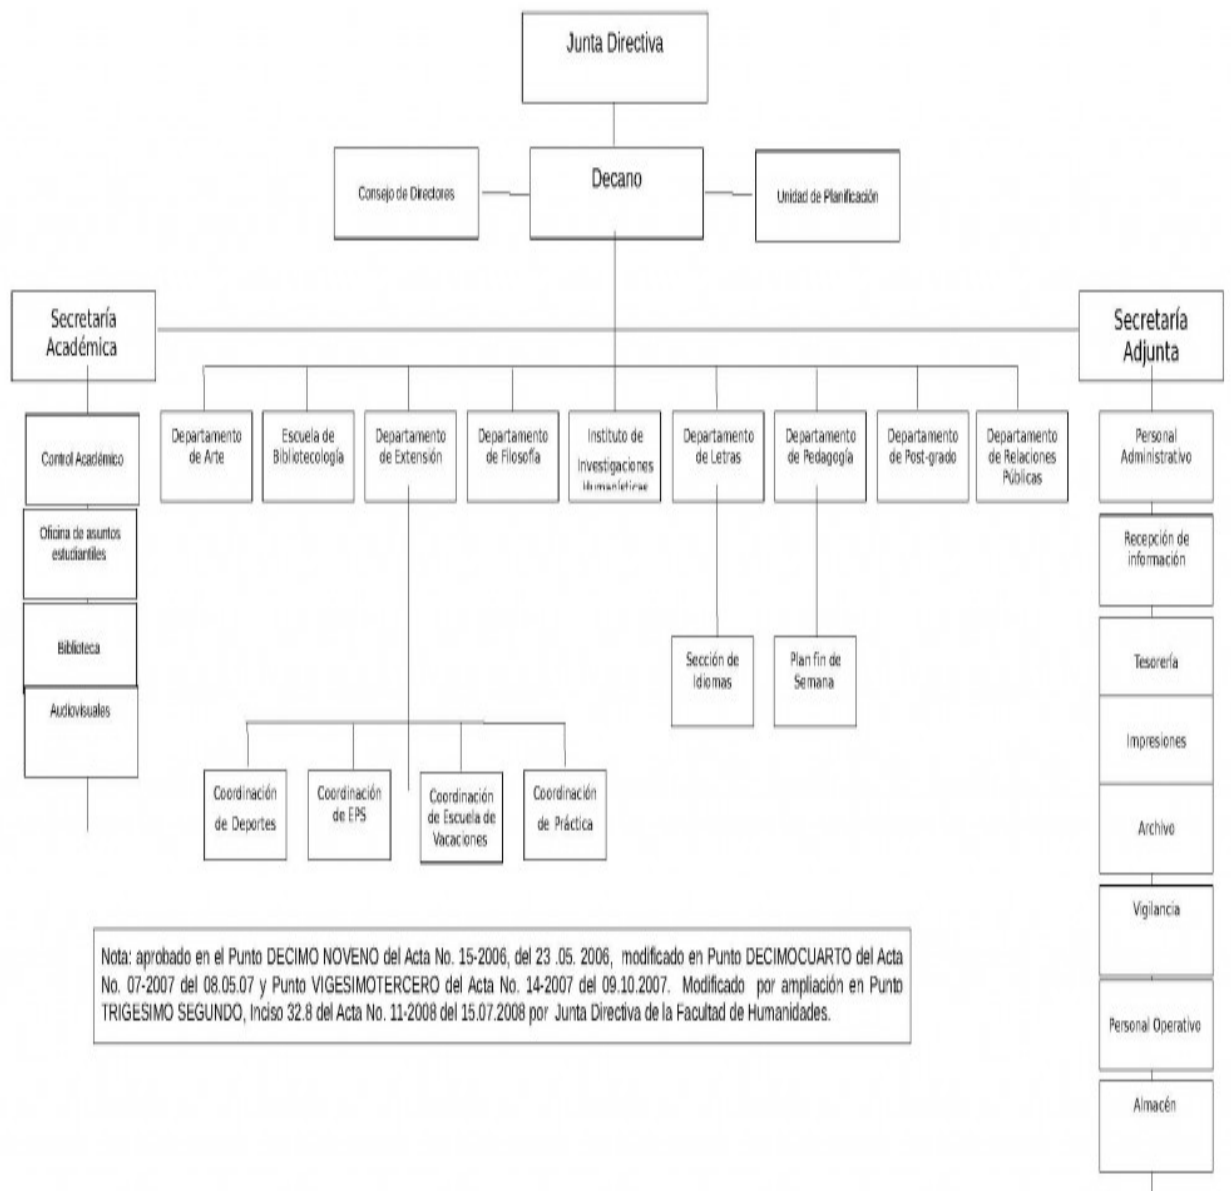 Junta Directiva
Consejo de Directores
Decano
Unidad de Planificación
Secretaría
Académica
Secretaría
Adjunta
Control Académico
Oficina de asuntos
estudiantiles
Biblioteca
Audiovisuales
Departamento
de Arte
Escuela de
Bibliotecología
Departamento
de Extensión
Departamento
de Filosofía
Instituto de
Investigaciones
Humanísticas
Departamento
de Letras
Departamento
de Pedagogía
Departamento
de Post-grado
Departamento
de Relaciones
Públicas
Personal
Administrativo
Recepción de
información
Tesorería
Impresiones
Archivo
Vigilancia
Personal Operativo
Almacén
Sección de
Idiomas
Plan fin de
Semana
Coordinación
de Deportes
Coordinación
de EPS
Coordinación
de Escuela de
Vacaciones
Coordinación
de Práctica
Nota: aprobado en el Punto DECIMO NOVENO del Acta No. 15-2006, del 23 .05. 2006, modificado en Punto DECIMOCUARTO del Acta
No. 07-2007 del 08.05.07 y Punto VIGESIMOTERCERO del Acta No. 14-2007 del 09.10.2007. Modificado por ampliación en Punto
TRIGESIMO SEGUNDO, Inciso 32.8 del Acta No. 11-2008 del 15.07.2008 por Junta Directiva de la Facultad de Humanidades.